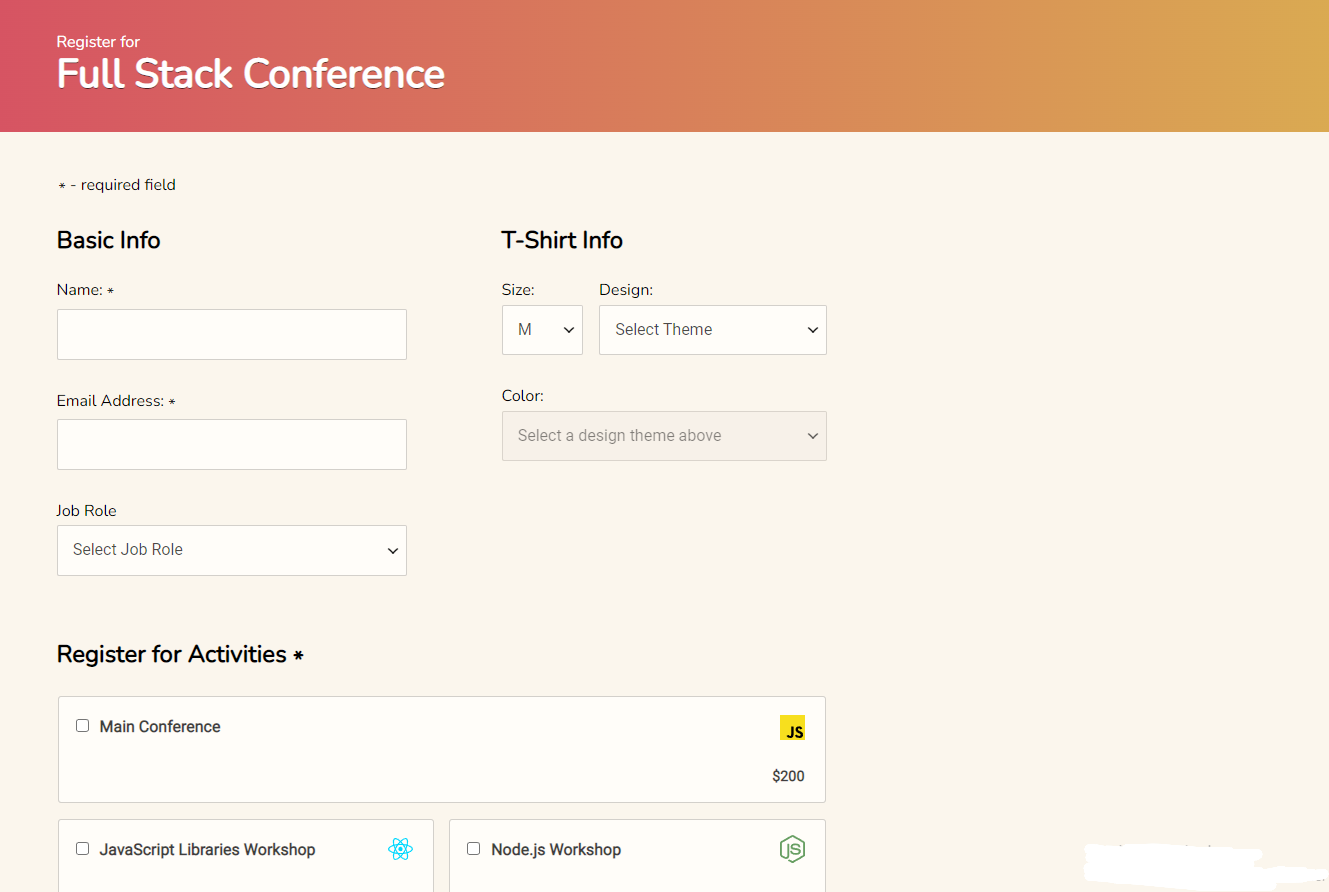 Register for
Full Stack Conference
* - required field
Basic Info
Name: *
Email Address: *
Job Role
Select Job Role
T-Shirt Info
Size:
M
Design:
Select Theme
Color:
Select a design theme above
Register for Activities *
Main Conference
JS
$200
JavaScript Libraries Workshop
Node.js Workshop
JS